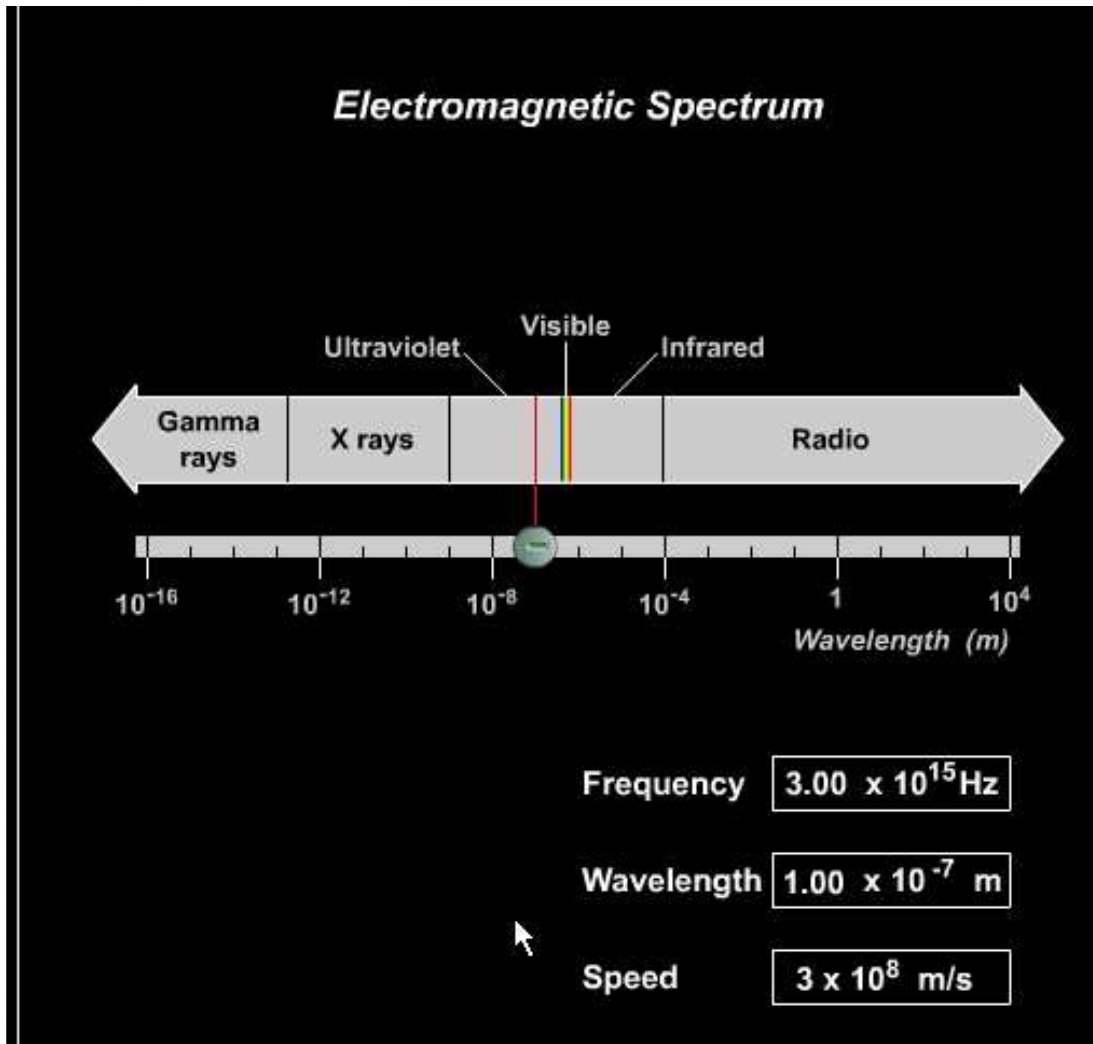 Electromagnetic Spectrum
Visible
Ultraviolet
Infrared
Gamma
rays
X rays
Radio
10⁻¹⁶
10⁻¹²
10⁻⁸
10⁻⁴
1
10⁴
Wavelength (m)
Frequency 3.00 x 10¹⁵Hz
Wavelength 1.00 x 10⁻⁷ m
Speed 3 x 10⁸ m/s